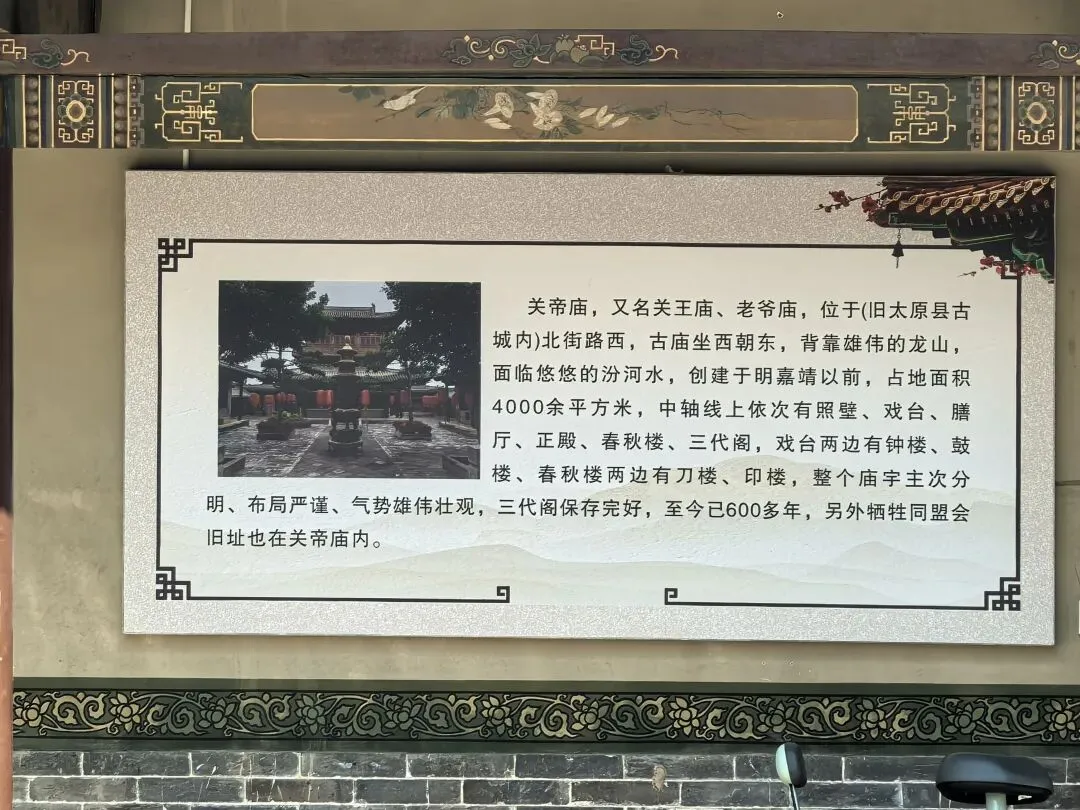 关帝庙，又名关王庙、老爷庙，位于(旧太原县古
城内)北街路西，古庙坐西朝东，背靠雄伟的龙山，
面临悠悠的汾河水，创建于明嘉靖以前，占地面积
4000余平方米，中轴线上依次有照壁、戏台、膳
厅、正殿、春秋楼、三代阁，戏台两边有钟楼、鼓
楼、春秋楼两边有刀楼、印楼，整个庙宇主次分
明、布局严谨、气势雄伟壮观，三代阁保存完好，至今已600多年，另外牺牲同盟会
旧址也在关帝庙内。